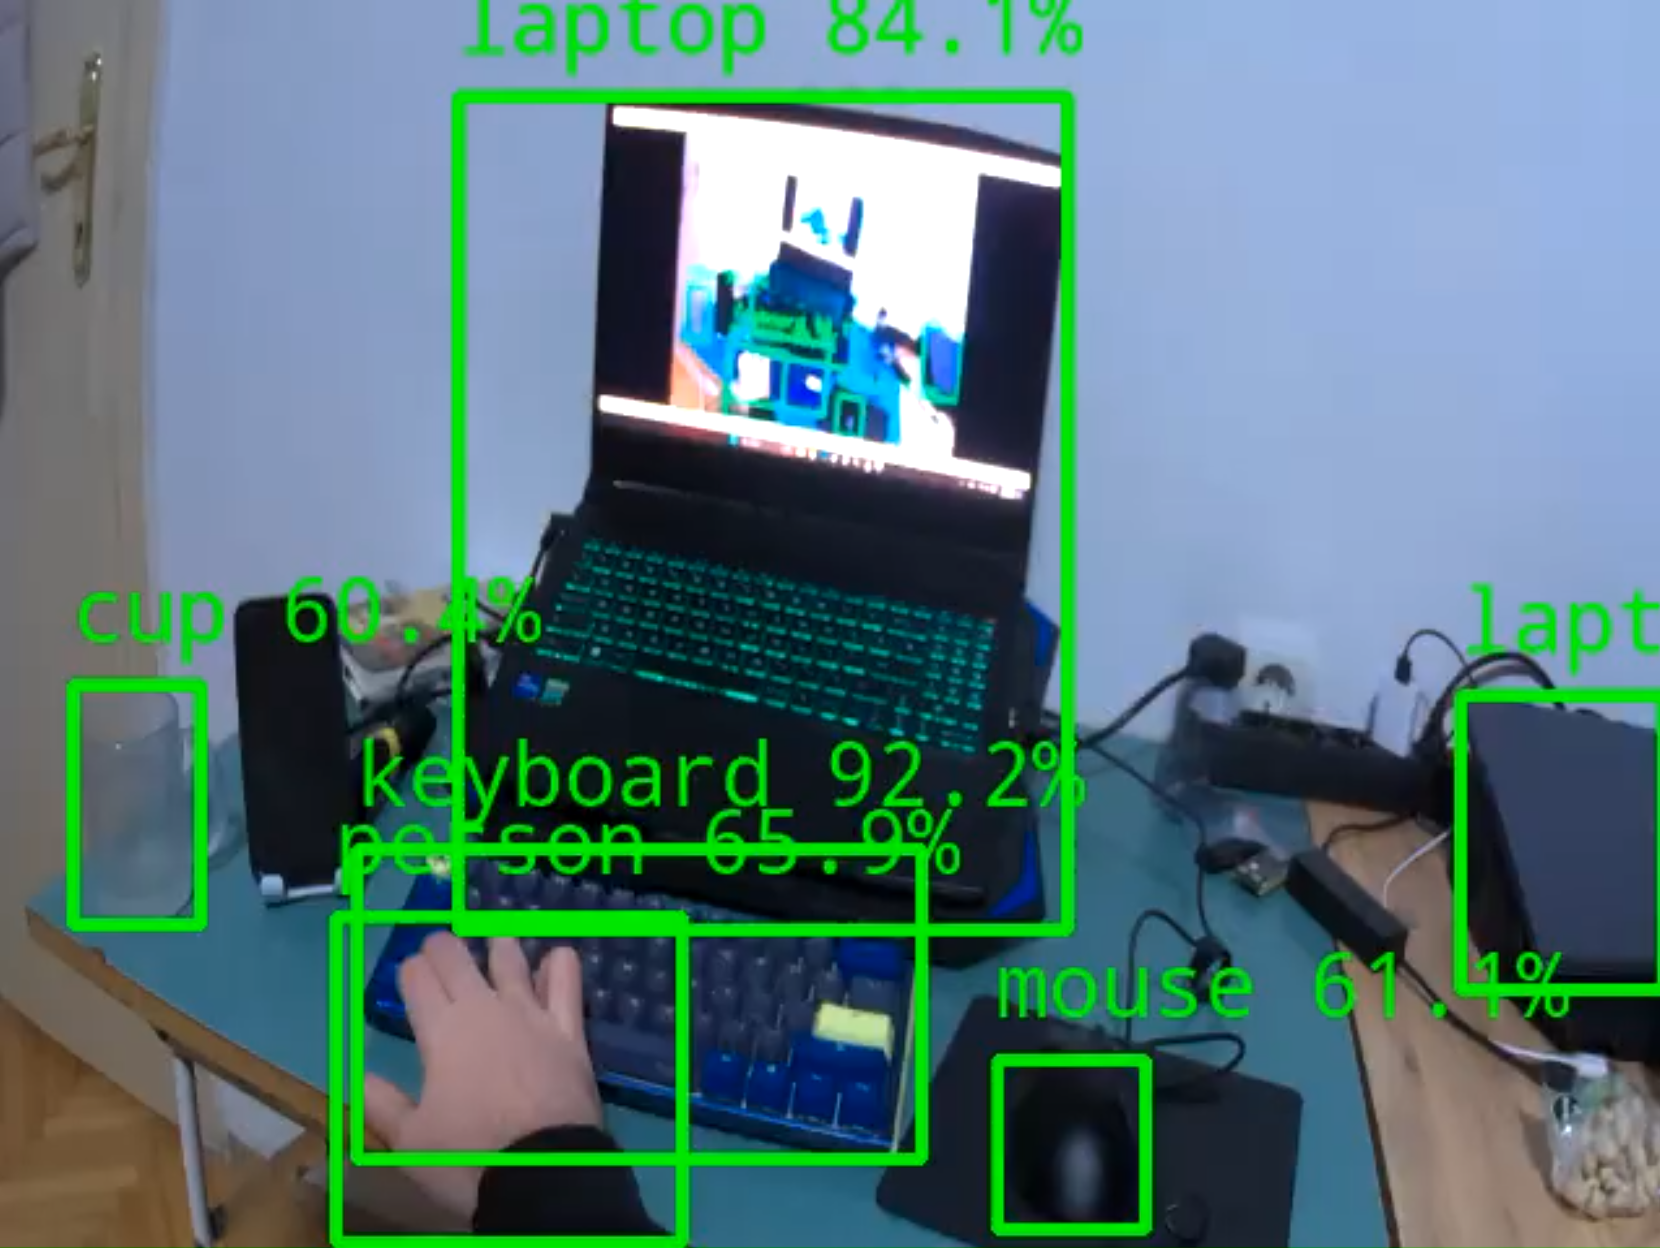 laptop 84.1%
cup 60.4%
lapt
keyboard 92.2%
person 65.9%
mouse 61.1%